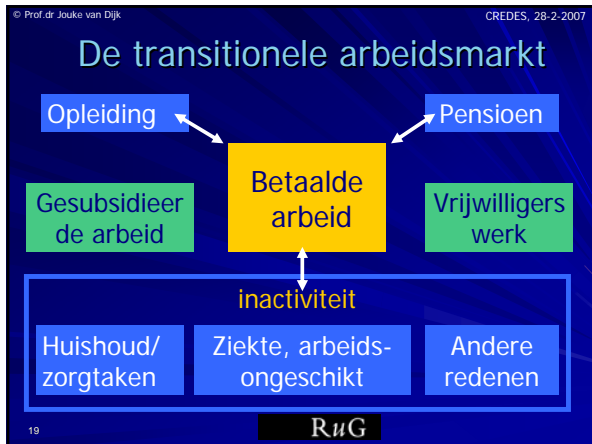 © Prof.dr Jouke van Dijk
CREDES, 28-2-2007
De transitionele arbeidsmarkt
Opleiding
Pensioen
Betaalde
arbeid
Gesubsidieer
de arbeid
Vrijwilligers
werk
inactiviteit
Huishoud/
zorgtaken
Ziekte, arbeids-
ongeschikt
Andere
redenen
19
RuG